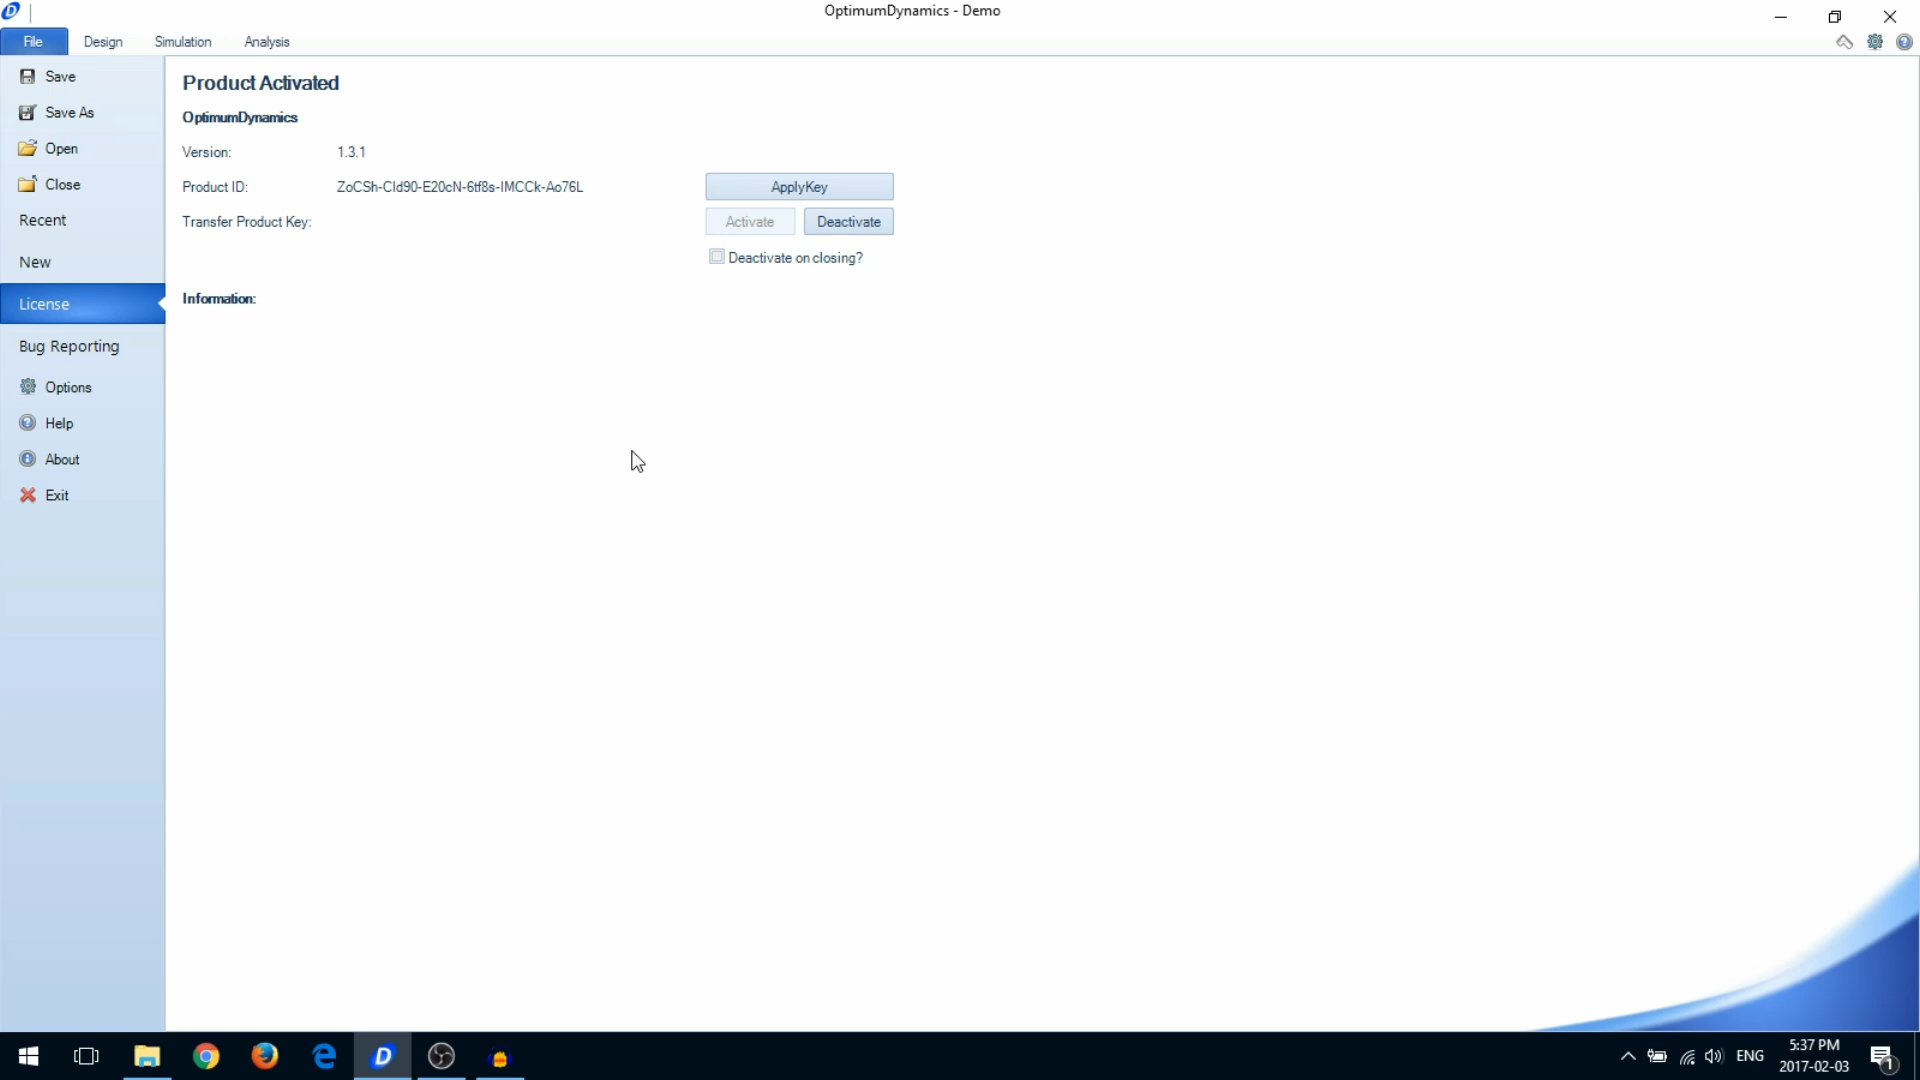 OptimumDynamics - Demo
File Design Simulation Analysis
Save
Save As
Open
Close
Recent
New
License
Bug Reporting
Options
Help
About
Exit
Product Activated
OptimumDynamics
Version: 1.3.1
Product ID: ZoCSh-Cld90-E20cN-6tf8s-IMCCk-Ao76L ApplyKey
Transfer Product Key: Activate Deactivate
Deactivate on closing?
Information:
ENG
5:37 PM
2017-02-03
1